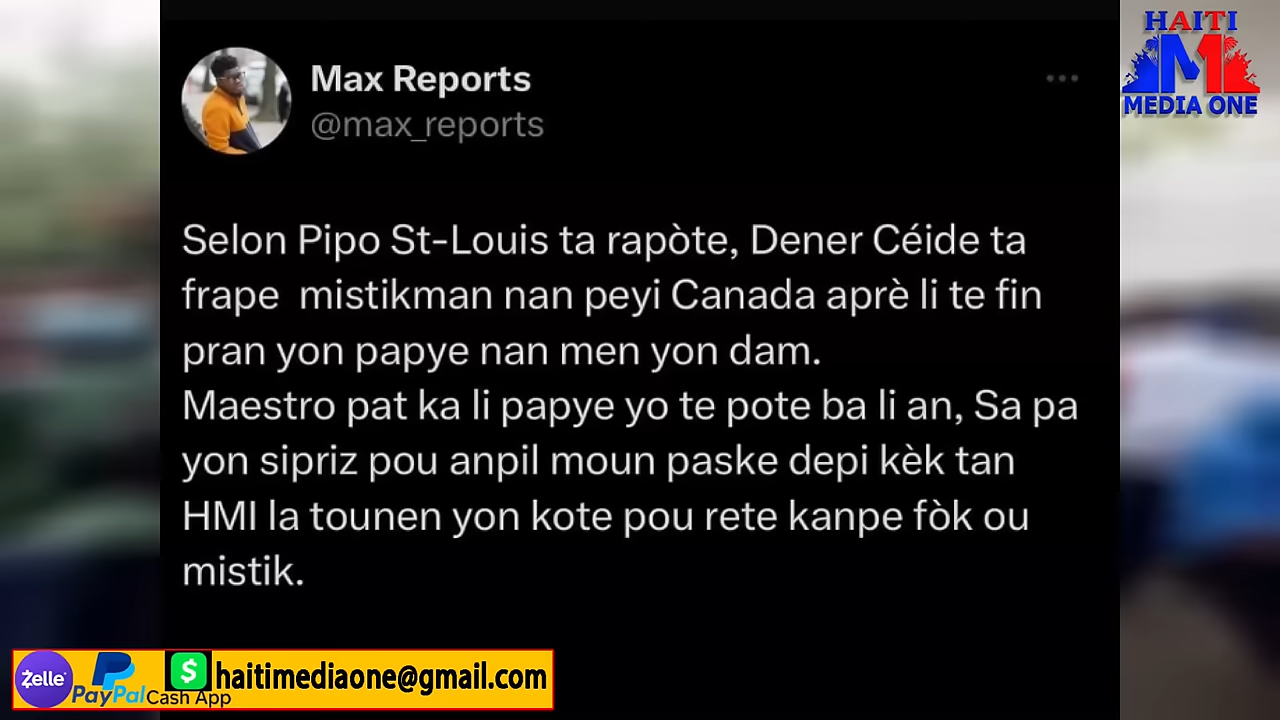 HAITI
M
MEDIA ONE
Max Reports
@max_reports
Selon Pipo St-Louis ta rapòte, Dener Céide ta
frape mistikman nan peyi Canada aprè li te fin
pran yon papye nan men yon dam.
Maestro pat ka li papye yo te pote ba li an, Sa pa
yon sipriz pou anpil moun paske depi kèk tan
HMI la tounen yon kote pou rete kanpe fòk ou
mistik.
Zelle
PayPal
$
Cash App
haitimediaone@gmail.com